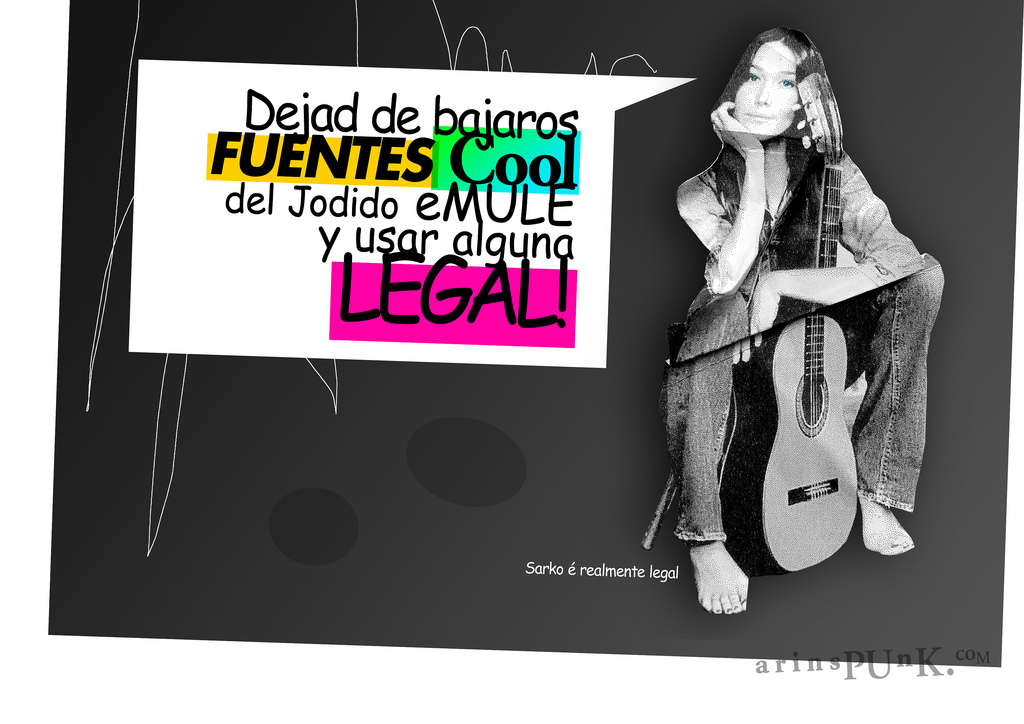 Dejad de bajaros
FUENTES Cool
del Jodido eMULE
y usar alguna
LEGAL!
Sarko é realmente legal
arinsPUnK.COM